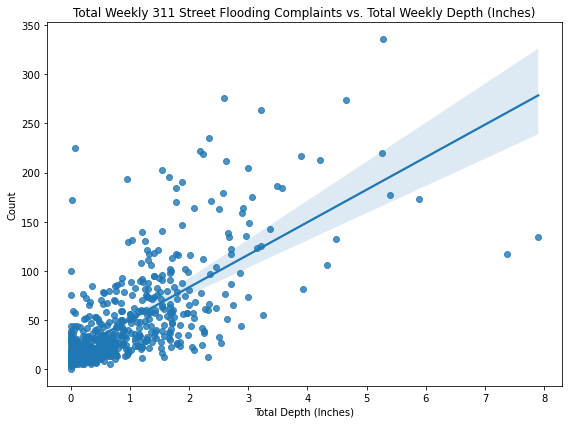 Total Weekly 311 Street Flooding Complaints vs. Total Weekly Depth (Inches)
350
300
250
200
150
100
50
0
Count
0 1 2 3 4 5 6 7 8
Total Depth (Inches)